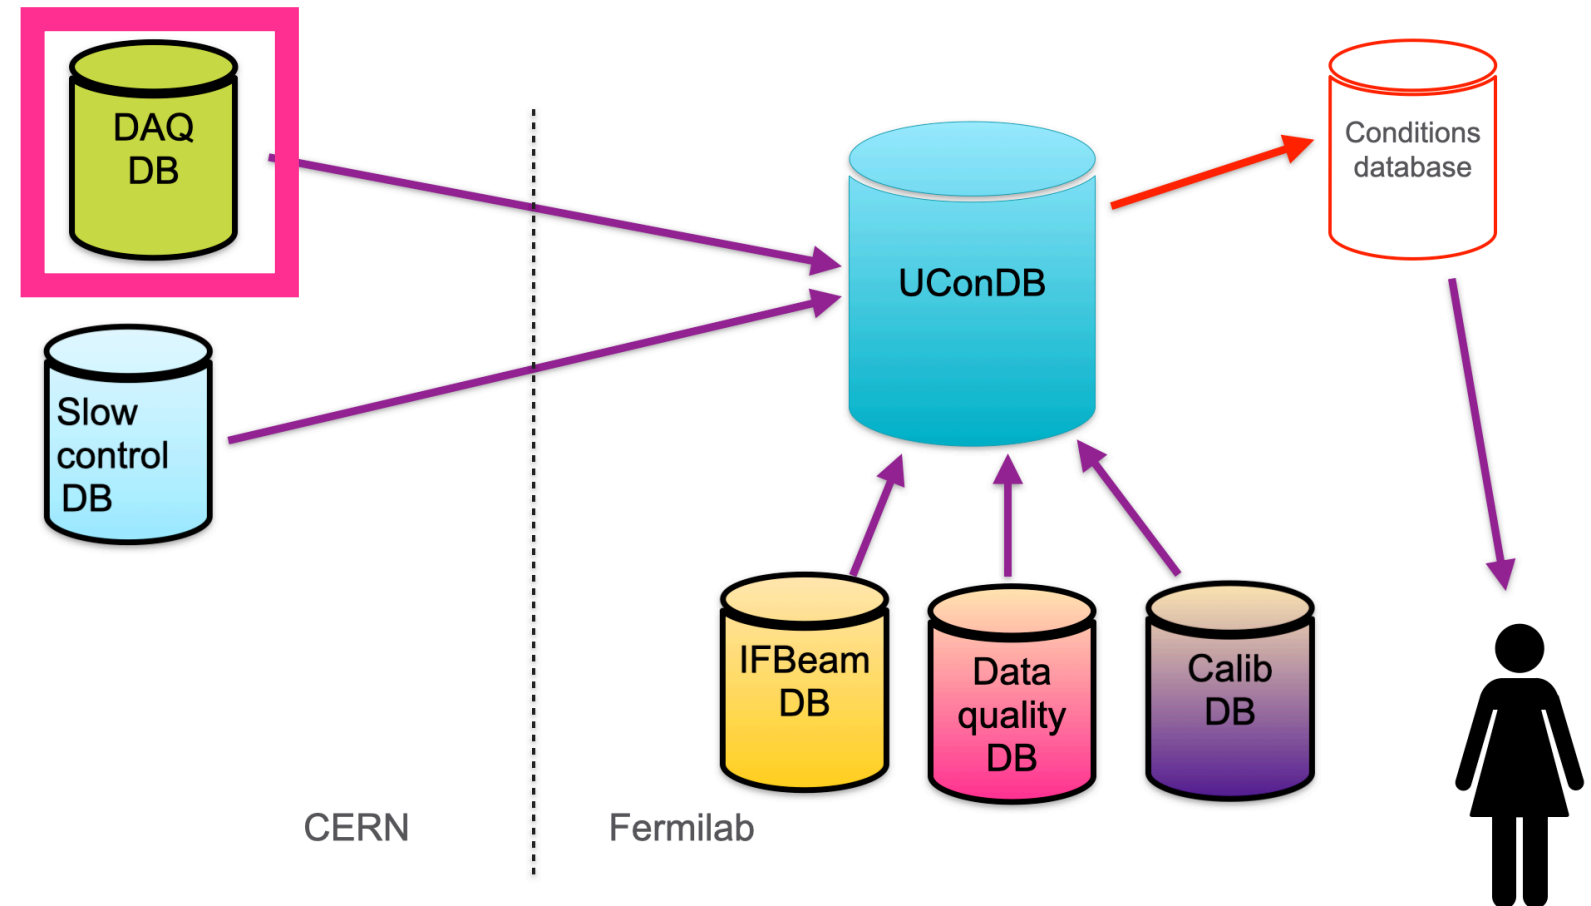 DAQ
DB
Conditions
database
UConDB
Slow
control
DB
IFBeam
DB
Data
quality
DB
Calib
DB
CERN
Fermilab